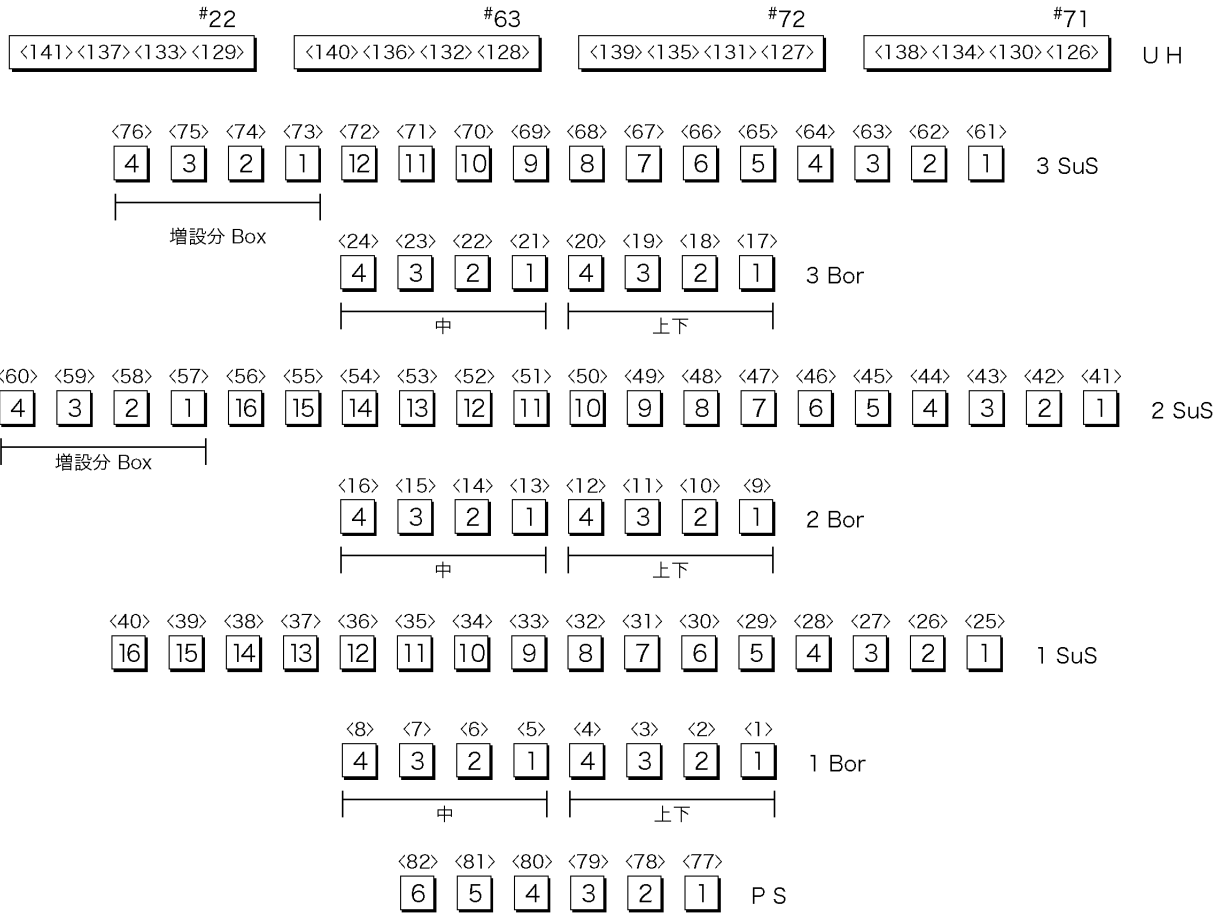 #22 #63 #72 #71
<141><137><133><129> <140><136><132><128> <139><135><131><127> <138><134><130><126> U H
<76> <75> <74> <73> <72> <71> <70> <69> <68> <67> <66> <65> <64> <63> <62> <61>
4 3 2 1 12 11 10 9 8 7 6 5 4 3 2 1 3 SuS
増設分 Box
<24> <23> <22> <21> <20> <19> <18> <17>
4 3 2 1 4 3 2 1 3 Bor
中 上下
<60> <59> <58> <57> <56> <55> <54> <53> <52> <51> <50> <49> <48> <47> <46> <45> <44> <43> <42> <41>
4 3 2 1 16 15 14 13 12 11 10 9 8 7 6 5 4 3 2 1 2 SuS
増設分 Box
<16> <15> <14> <13> <12> <11> <10> <9>
4 3 2 1 4 3 2 1 2 Bor
中 上下
<40> <39> <38> <37> <36> <35> <34> <33> <32> <31> <30> <29> <28> <27> <26> <25>
16 15 14 13 12 11 10 9 8 7 6 5 4 3 2 1 1 SuS
<8> <7> <6> <5> <4> <3> <2> <1>
4 3 2 1 4 3 2 1 1 Bor
中 上下
<82> <81> <80> <79> <78> <77>
6 5 4 3 2 1 P S